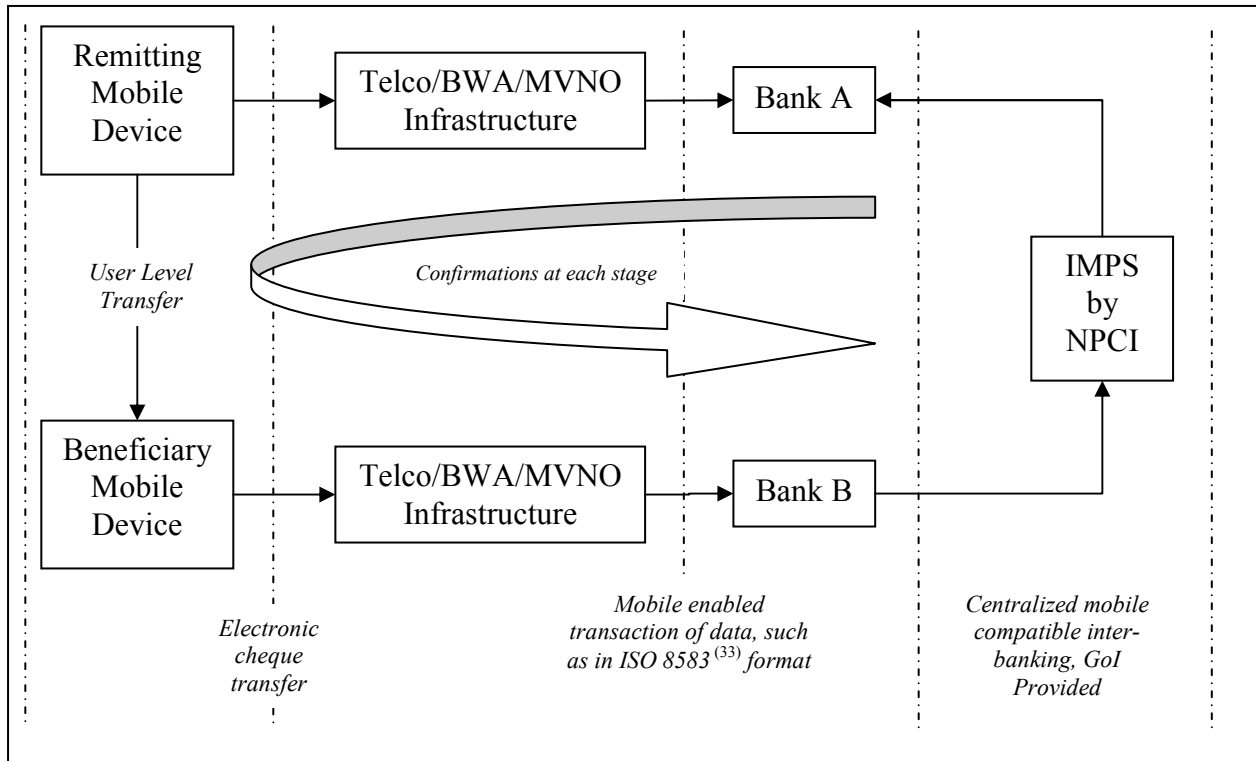 Remitting
Mobile
Device
Telco/BWA/MVNO
Infrastructure
Bank A
User Level
Transfer
Confirmations at each stage
IMPS
by
NPCI
Beneficiary
Mobile
Device
Telco/BWA/MVNO
Infrastructure
Bank B
Electronic
cheque
transfer
Mobile enabled
transaction of data, such
as in ISO 8583 (33) format
Centralized mobile
compatible inter-
banking, GoI
Provided